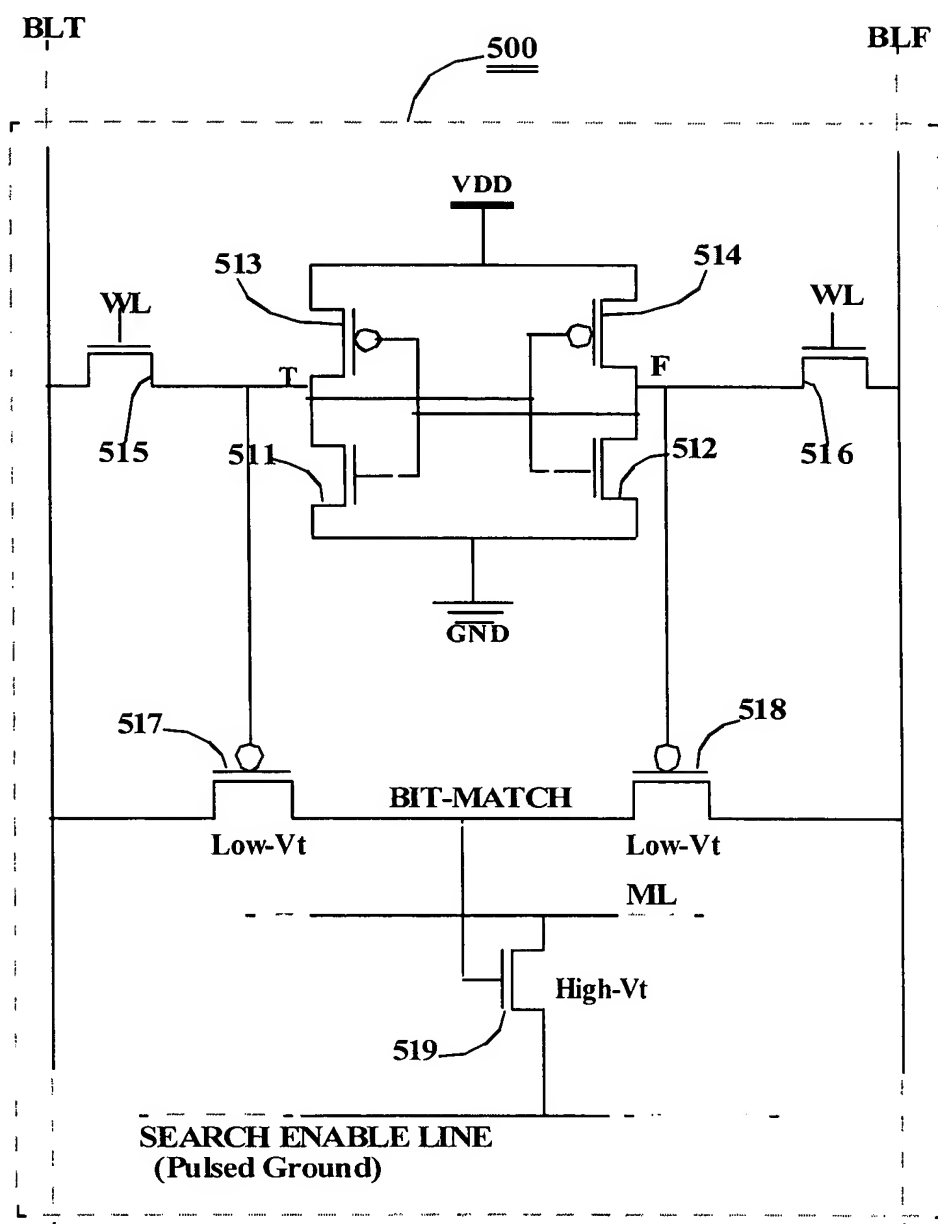 BLT
BLF
500
VDD
513
514
WL
WL
T
F
515
511
512
516
GND
517
518
BIT-MATCH
Low-Vt
Low-Vt
ML
High-Vt
519
SEARCH ENABLE LINE
(Pulsed Ground)